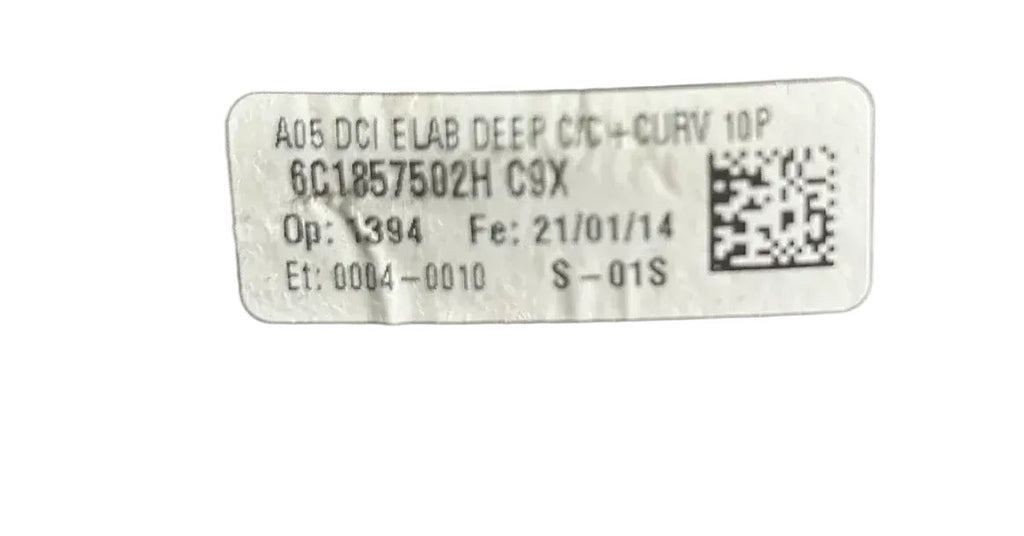 A05 DCI ELAB DEEP C/C+CURV 10P
6C1857502H C9X
Op: 1394 Fe: 21/01/14
Et: 0004-0010 S-01S